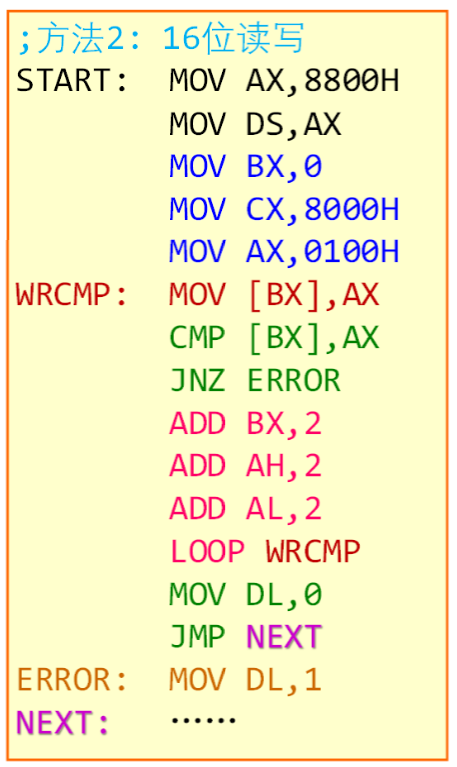 ;方法2: 16位读写
START: MOV AX,8800H
MOV DS,AX
MOV BX,0
MOV CX,8000H
MOV AX,0100H
WRCMP: MOV [BX],AX
CMP [BX],AX
JNZ ERROR
ADD BX,2
ADD AH,2
ADD AL,2
LOOP WRCMP
MOV DL,0
JMP NEXT
ERROR: MOV DL,1
NEXT: ……